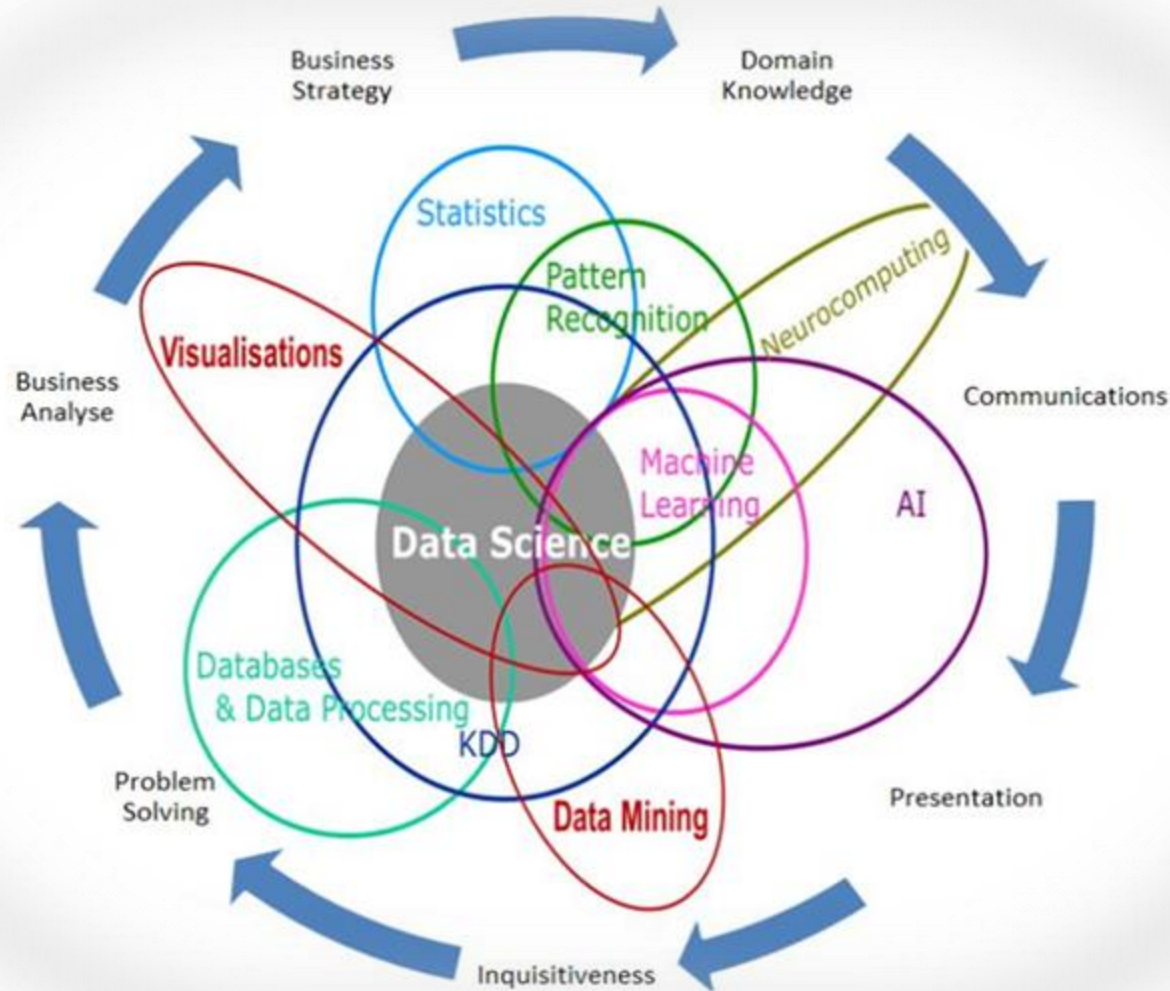 Business
Strategy
Domain
Knowledge
Statistics
Pattern
Recognition
Neurocomputing
Visualisations
Business
Analyse
Communications
Machine
Learning
AI
Data Science
Databases
& Data Processing
KDD
Problem
Solving
Data Mining
Presentation
Inquisitiveness